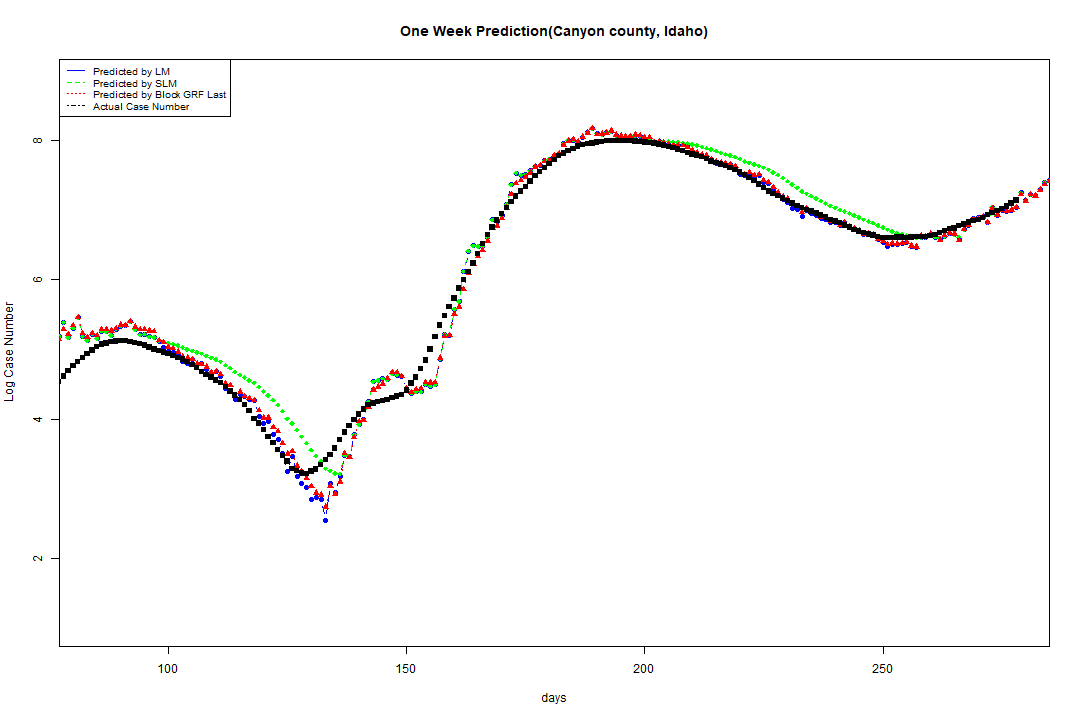 One Week Prediction(Canyon county, Idaho)
Predicted by LM
Predicted by SLM
Predicted by Block GRF Last
Actual Case Number
8
6
4
2
Log Case Number
100 150 200 250
days